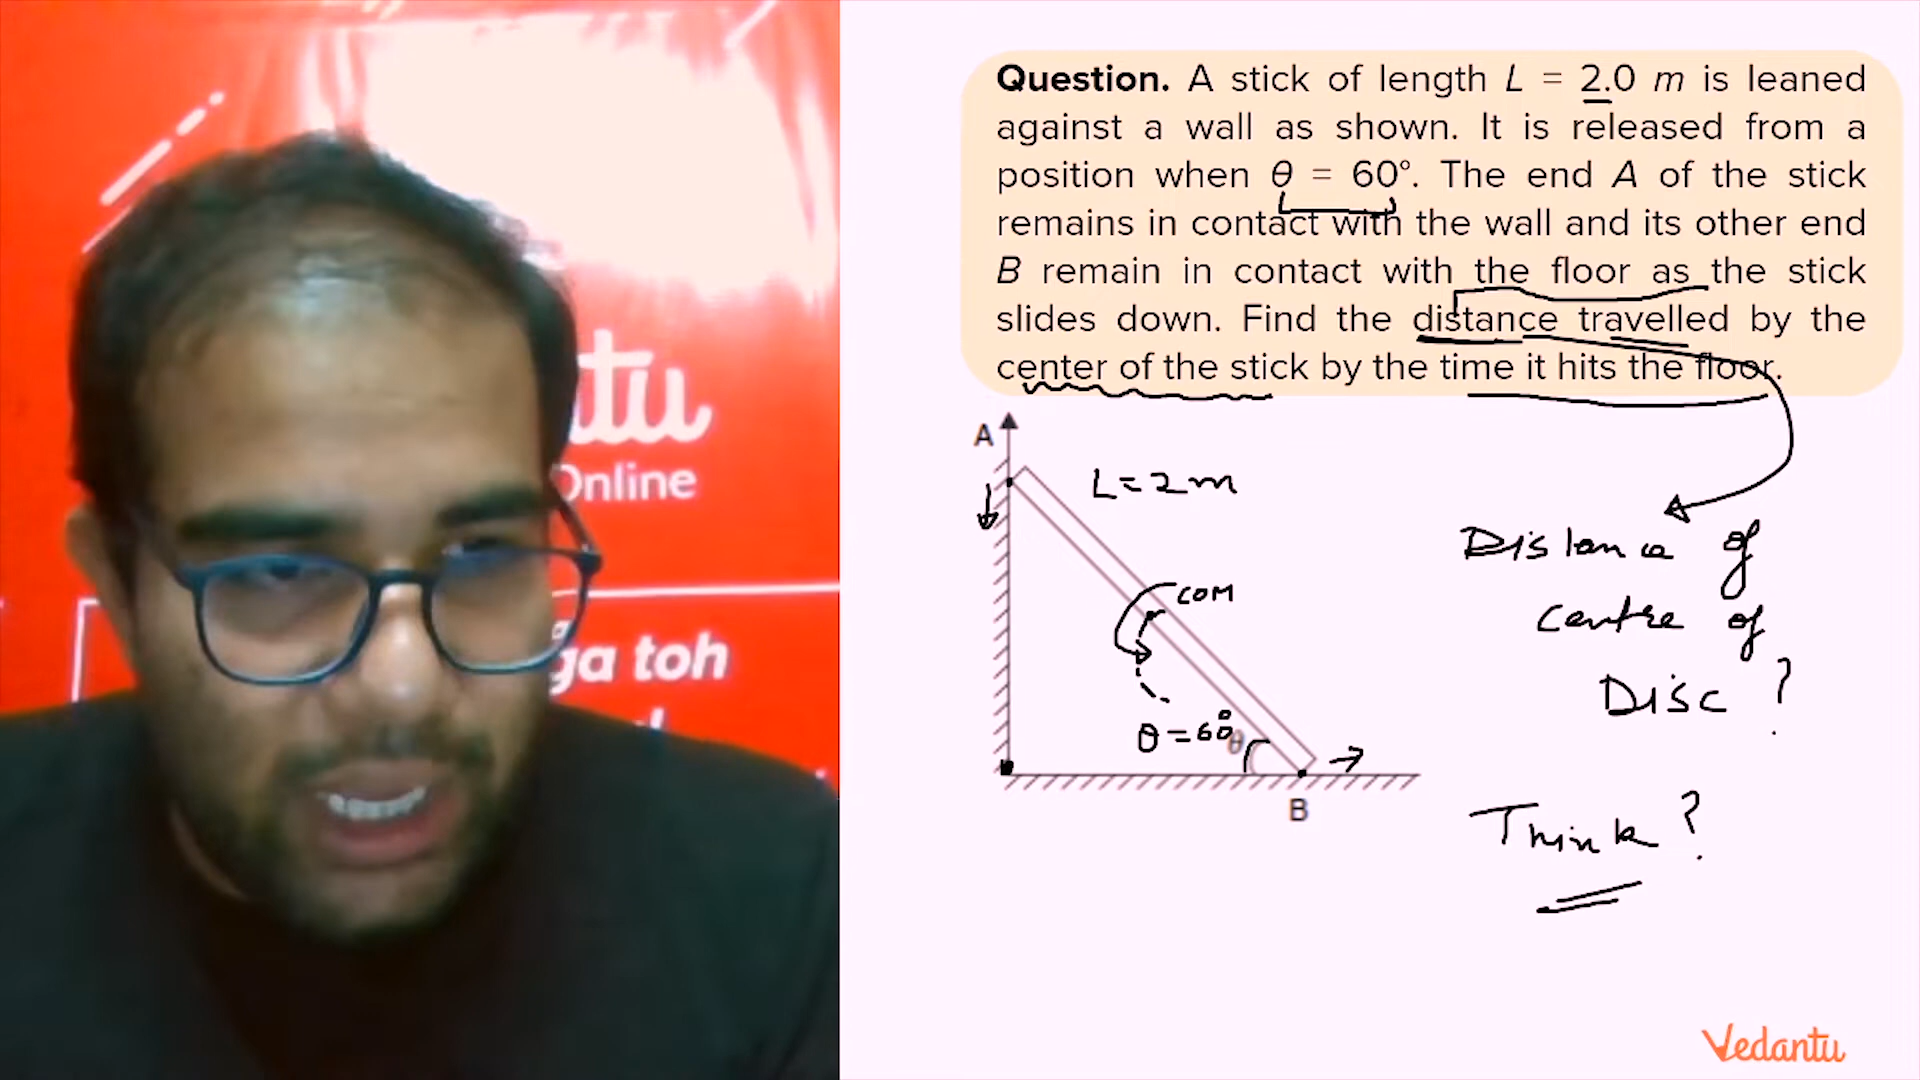 Question. A stick of length L = 2.0 m is leaned
against a wall as shown. It is released from a
position when θ = 60°. The end A of the stick
remains in contact with the wall and its other end
B remain in contact with the floor as the stick
slides down. Find the distance travelled by the
center of the stick by the time it hits the floor.
tu
Online
ga toh
A
L = 2m
COM
θ = 60°
θ
B
Distance of
centre of
Disc ?
Think ?
Vedantu